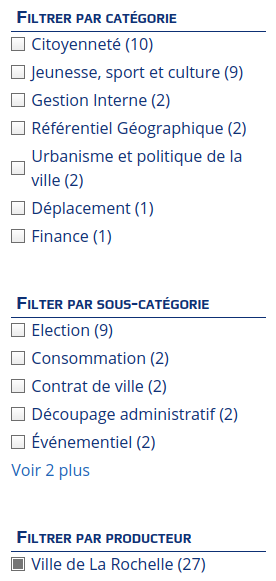 Filtrer par catégorie
Citoyenneté (10)
Jeunesse, sport et culture (9)
Gestion Interne (2)
Référentiel Géographique (2)
Urbanisme et politique de la
ville (2)
Déplacement (1)
Finance (1)
Filter par sous-catégorie
Election (9)
Consommation (2)
Contrat de ville (2)
Découpage administratif (2)
Événementiel (2)
Voir 2 plus
Filtrer par producteur
Ville de La Rochelle (27)